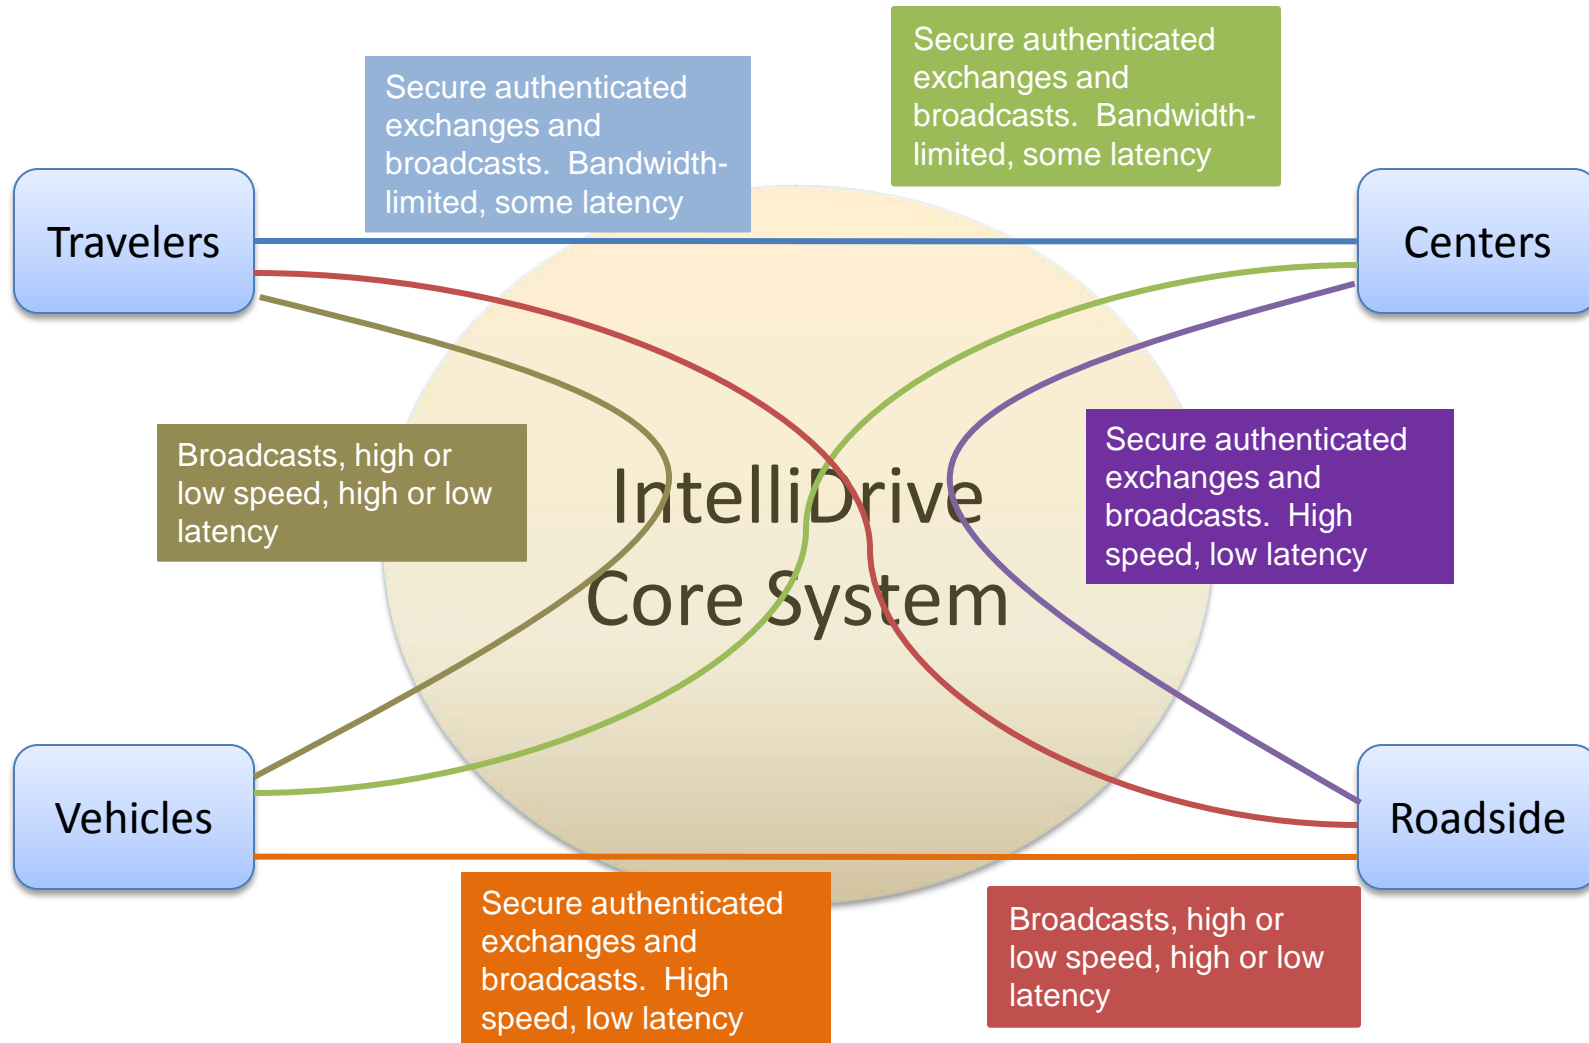 Secure authenticated
exchanges and
broadcasts.  Bandwidth-
limited, some latency
Secure authenticated
exchanges and
broadcasts.  Bandwidth-
limited, some latency
Travelers
Centers
Broadcasts, high or
low speed, high or low
latency
IntelliDrive
Core System
Secure authenticated
exchanges and
broadcasts.  High
speed, low latency
Vehicles
Roadside
Secure authenticated
exchanges and
broadcasts.  High
speed, low latency
Broadcasts, high or
low speed, high or low
latency